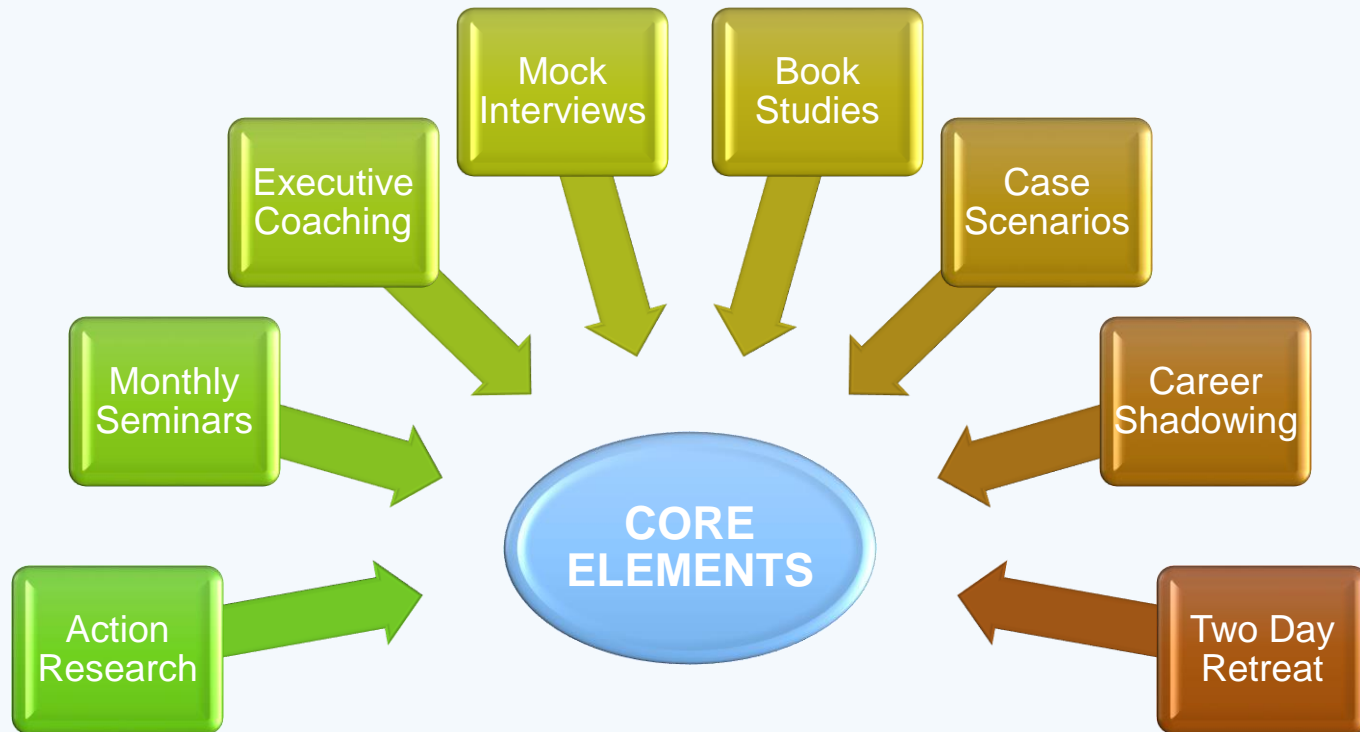 Mock
Interviews
Book
Studies
Executive
Coaching
Case
Scenarios
Monthly
Seminars
Career
Shadowing
CORE
ELEMENTS
Action
Research
Two Day
Retreat